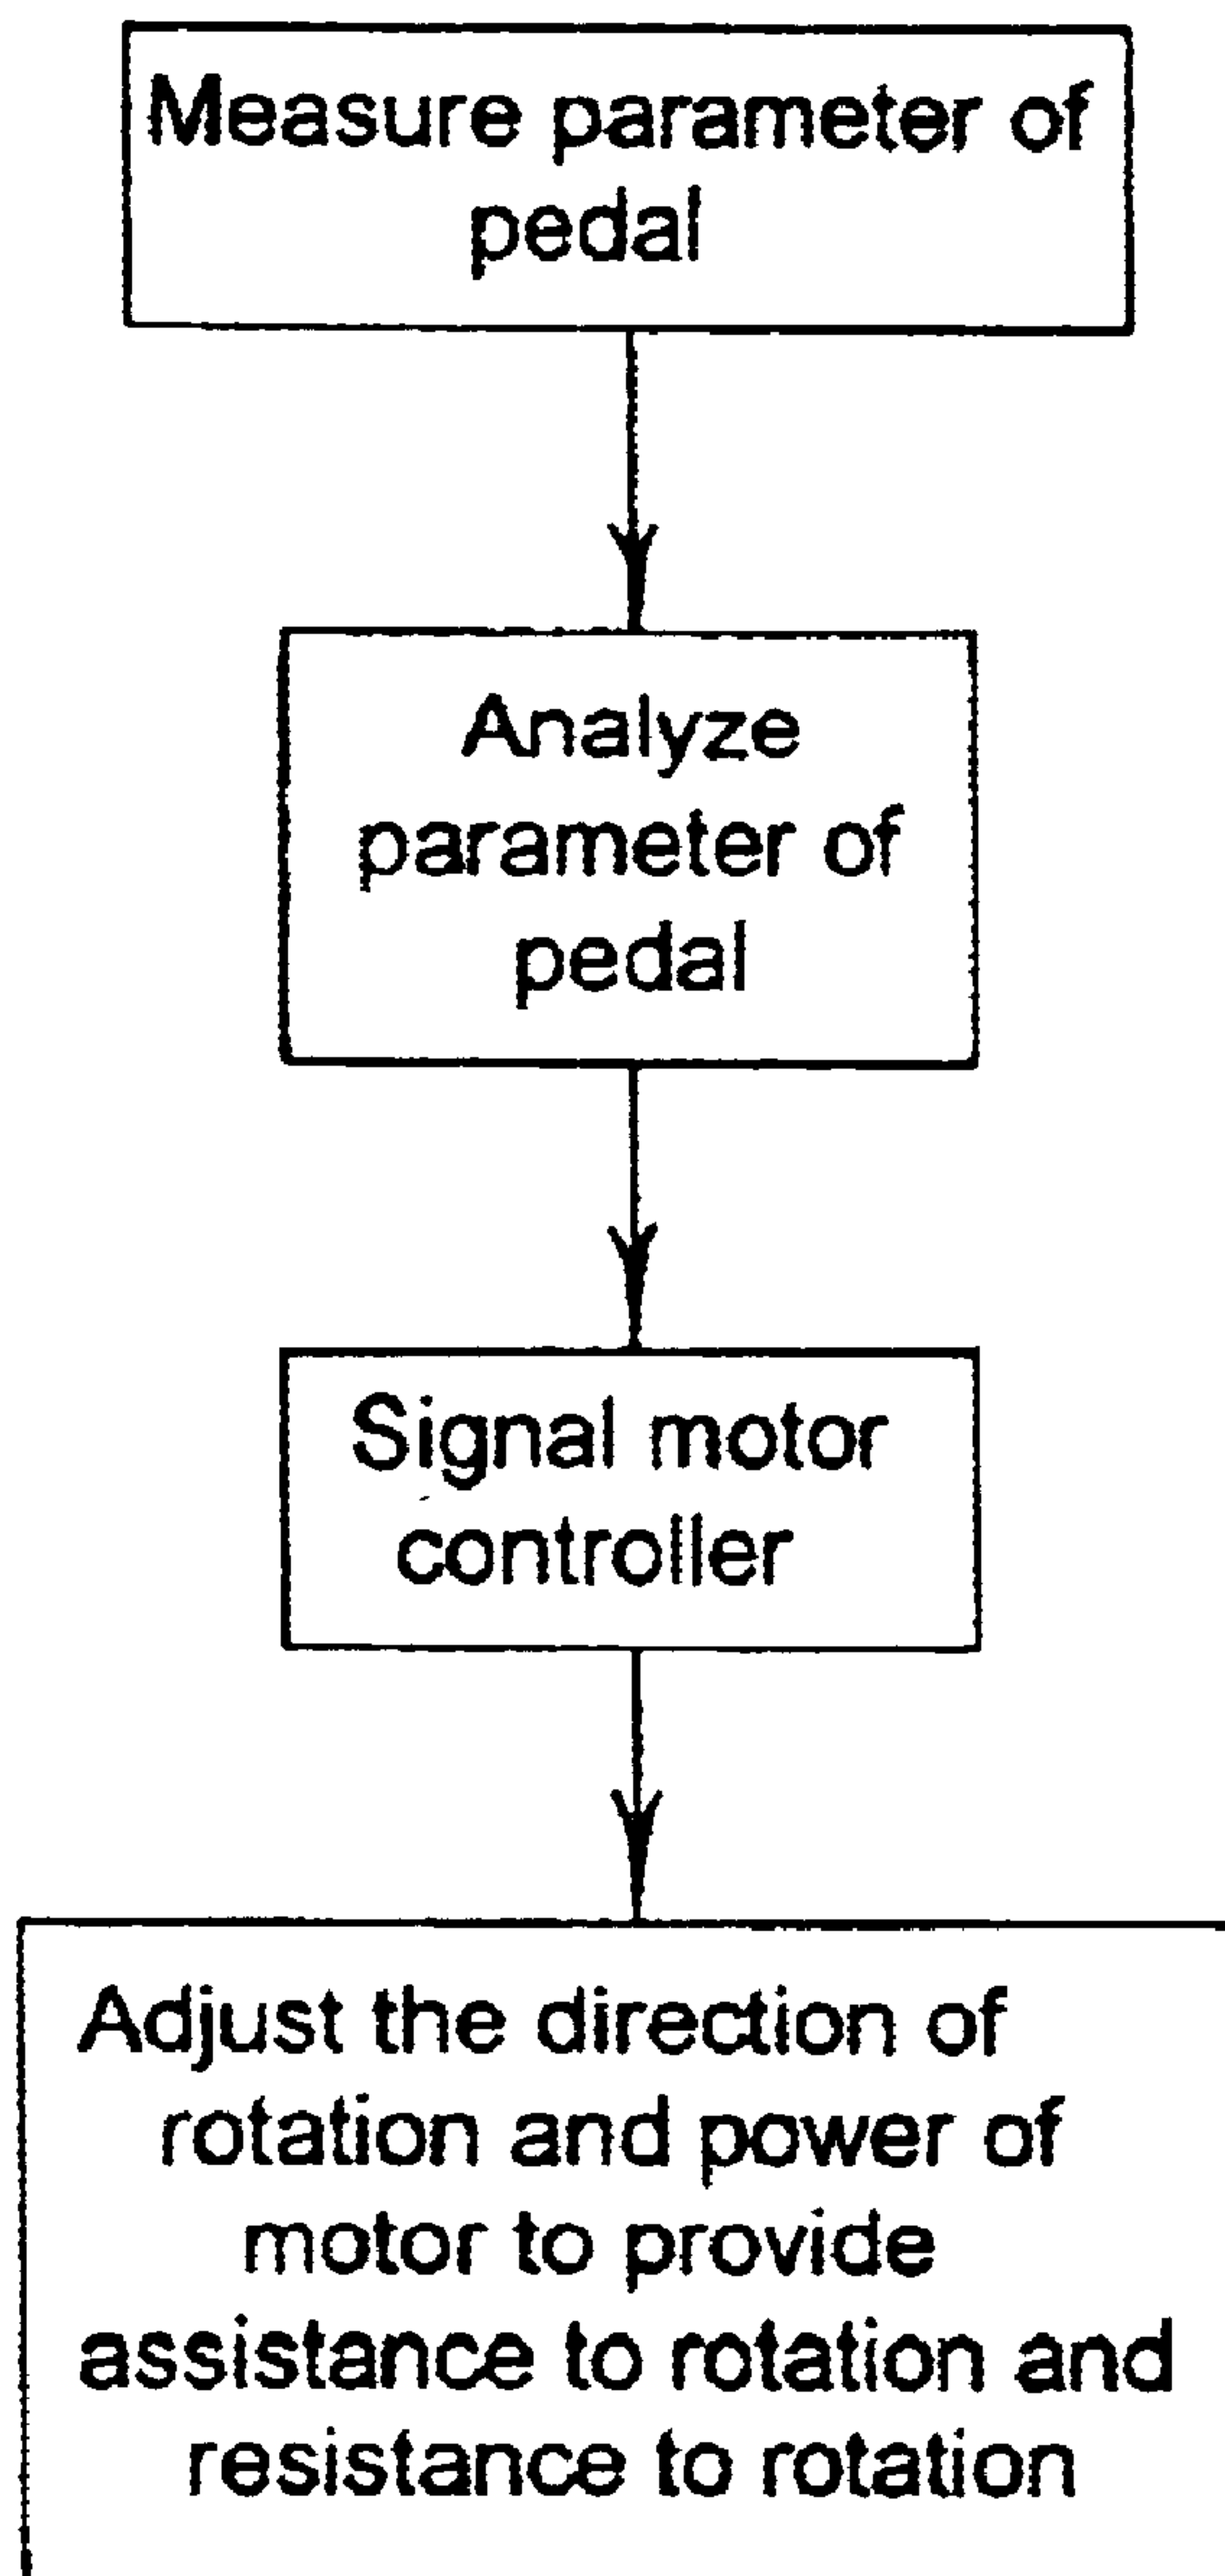 Measure parameter of
pedal
Analyze
parameter of
pedal
Signal motor
controller
Adjust the direction of
rotation and power of
motor to provide
assistance to rotation and
resistance to rotation